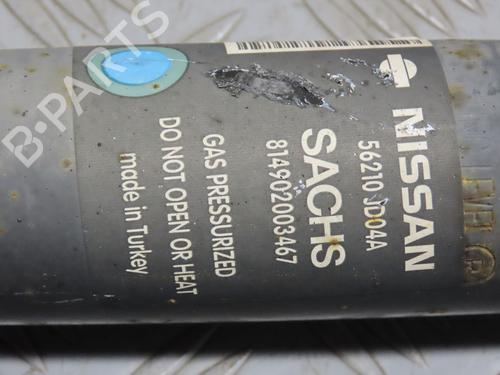 NISSAN
56210 JD04A
SACHS
814902003467
GAS PRESSURIZED
DO NOT OPEN OR HEAT
made in Turkey
B-PARTS